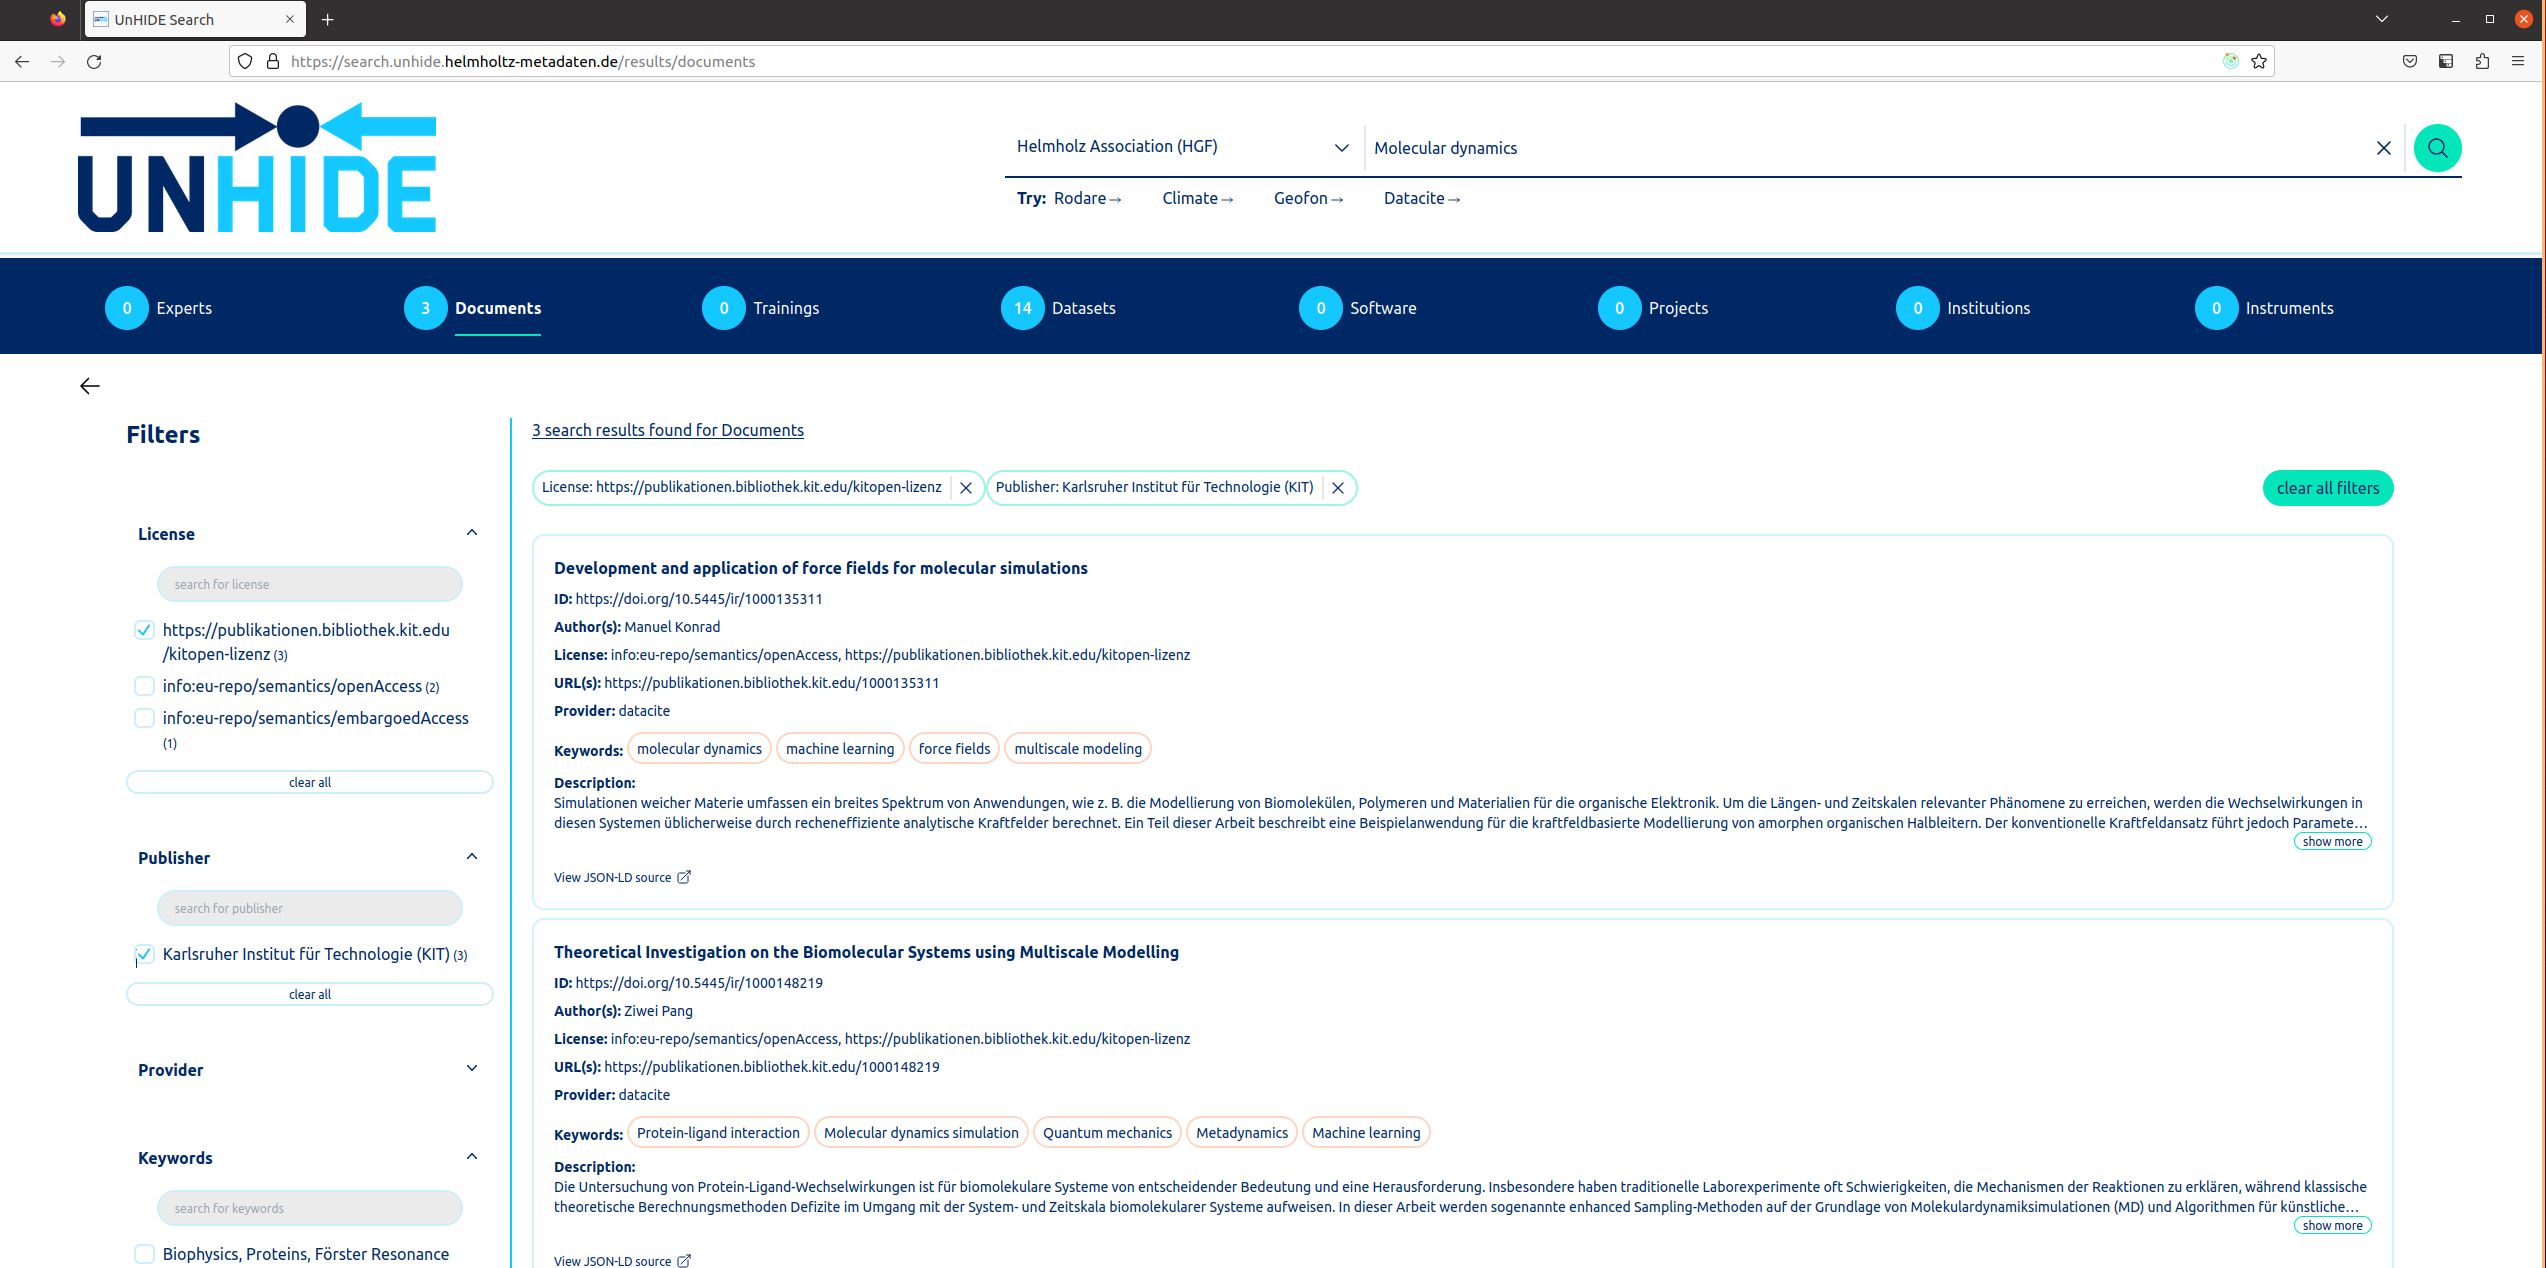 UnHIDE Search
https://search.unhide.helmholtz-metadaten.de/results/documents
UNHIDE
Helmholz Association (HGF)
Molecular dynamics
Try: Rodare→ Climate→ Geofon→ Datacite→
0 Experts
3 Documents
0 Trainings
14 Datasets
0 Software
0 Projects
0 Institutions
0 Instruments
Filters
License
search for license
https://publikationen.bibliothek.kit.edu
/kitopen-lizenz (3)
info:eu-repo/semantics/openAccess (2)
info:eu-repo/semantics/embargoedAccess
(1)
clear all
Publisher
search for publisher
Karlsruher Institut für Technologie (KIT) (3)
clear all
Provider
Keywords
search for keywords
Biophysics, Proteins, Förster Resonance
3 search results found for Documents
License: https://publikationen.bibliothek.kit.edu/kitopen-lizenz
Publisher: Karlsruher Institut für Technologie (KIT)
clear all filters
Development and application of force fields for molecular simulations
ID: https://doi.org/10.5445/ir/1000135311
Author(s): Manuel Konrad
License: info:eu-repo/semantics/openAccess, https://publikationen.bibliothek.kit.edu/kitopen-lizenz
URL(s): https://publikationen.bibliothek.kit.edu/1000135311
Provider: datacite
Keywords: molecular dynamics machine learning force fields multiscale modeling
Description:
Simulationen weicher Materie umfassen ein breites Spektrum von Anwendungen, wie z. B. die Modellierung von Biomolekülen, Polymeren und Materialien für die organische Elektronik. Um die Längen- und Zeitskalen relevanter Phänomene zu erreichen, werden die Wechselwirkungen in
diesen Systemen üblicherweise durch recheneffiziente analytische Kraftfelder berechnet. Ein Teil dieser Arbeit beschreibt eine Beispielanwendung für die kraftfeldbasierte Modellierung von amorphen organischen Halbleitern. Der konventionelle Kraftfeldansatz führt jedoch Paramete…
show more
View JSON-LD source
Theoretical Investigation on the Biomolecular Systems using Multiscale Modelling
ID: https://doi.org/10.5445/ir/1000148219
Author(s): Ziwei Pang
License: info:eu-repo/semantics/openAccess, https://publikationen.bibliothek.kit.edu/kitopen-lizenz
URL(s): https://publikationen.bibliothek.kit.edu/1000148219
Provider: datacite
Keywords: Protein-ligand interaction Molecular dynamics simulation Quantum mechanics Metadynamics Machine learning
Description:
Die Untersuchung von Protein-Ligand-Wechselwirkungen ist für biomolekulare Systeme von entscheidender Bedeutung und eine Herausforderung. Insbesondere haben traditionelle Laborexperimente oft Schwierigkeiten, die Mechanismen der Reaktionen zu erklären, während klassische
theoretische Berechnungsmethoden Defizite im Umgang mit der System- und Zeitskala biomolekularer Systeme aufweisen. In dieser Arbeit werden sogenannte enhanced Sampling-Methoden auf der Grundlage von Molekulardynamiksimulationen (MD) und Algorithmen für künstliche…
show more
View JSON-LD source